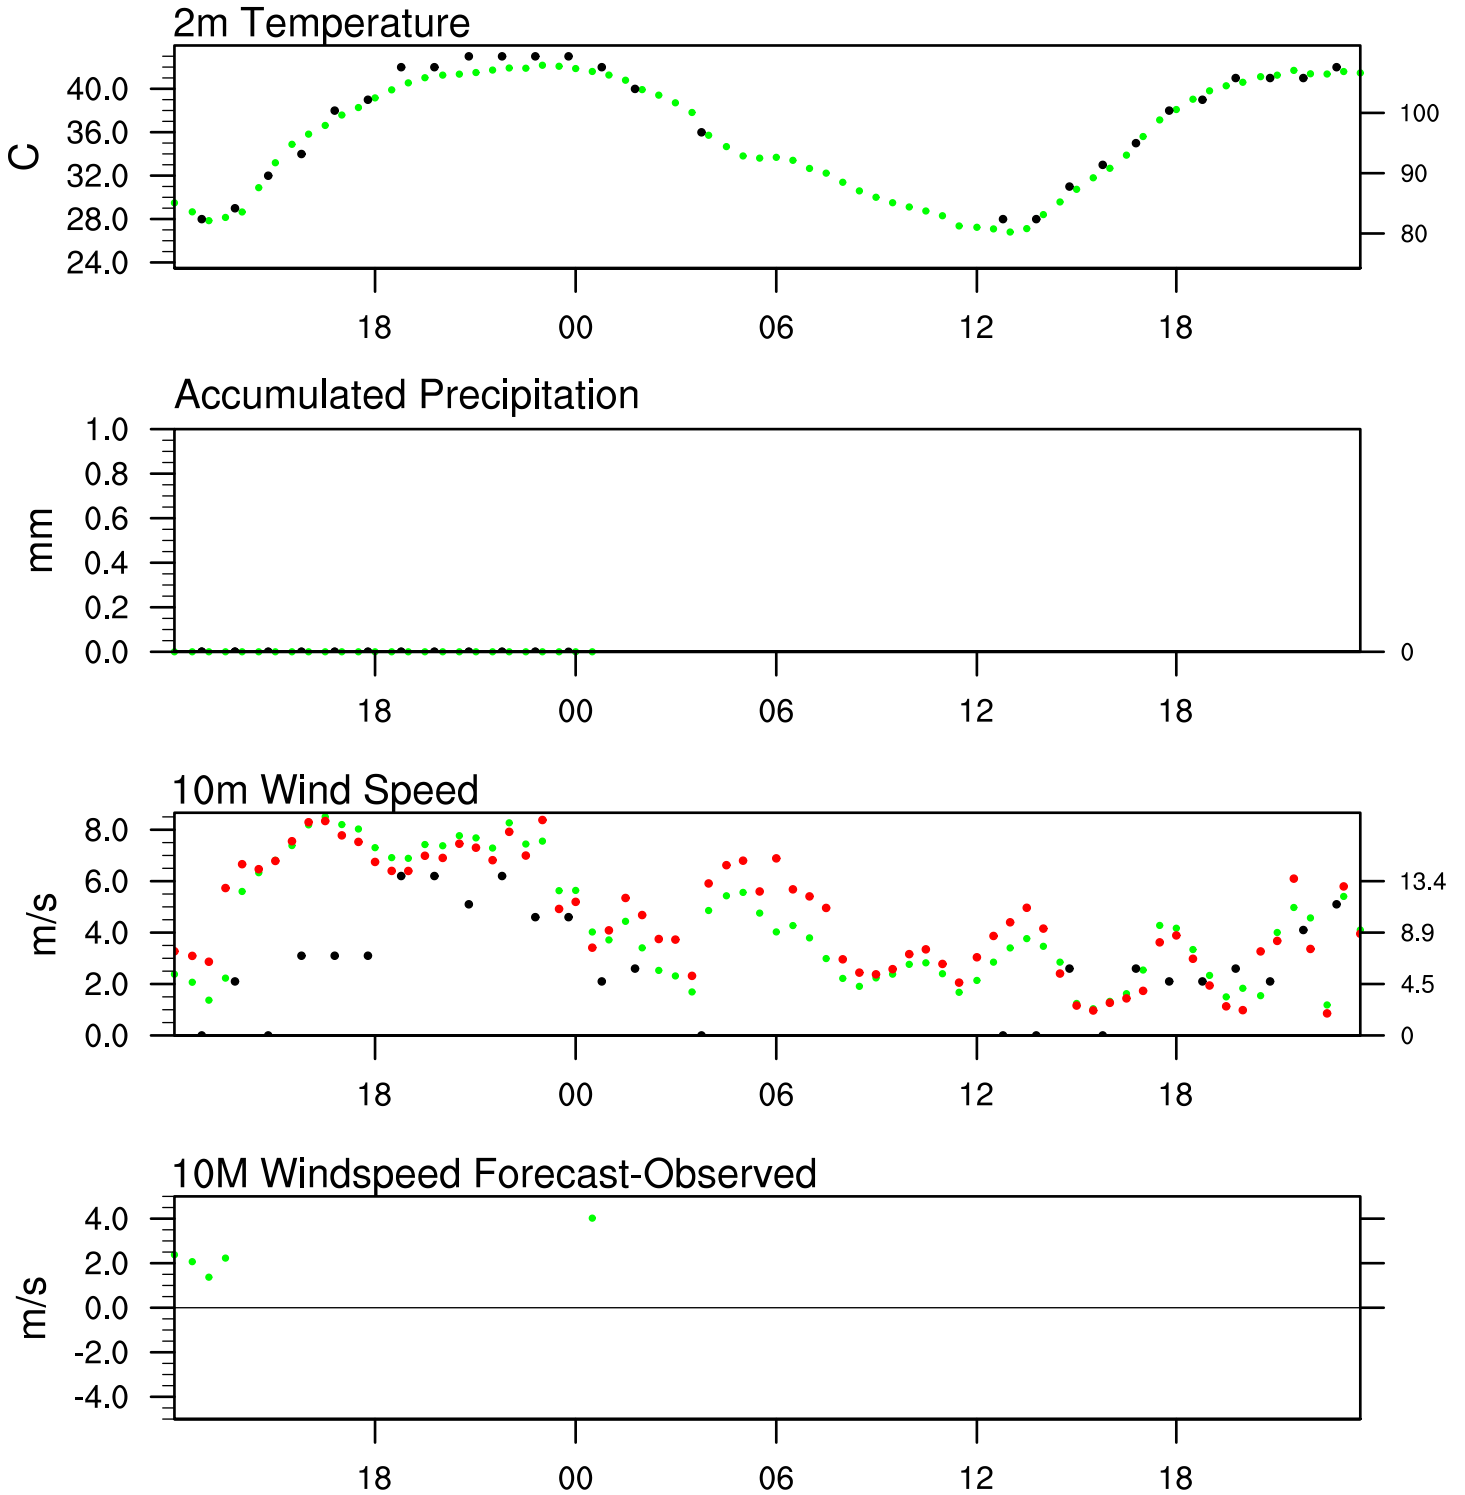 2m Temperature
C
40.0
36.0
32.0
28.0
24.0
100
90
80
18 00 06 12 18
Accumulated Precipitation
mm
1.0
0.8
0.6
0.4
0.2
0.0
0
18 00 06 12 18
10m Wind Speed
m/s
8.0
6.0
4.0
2.0
0.0
13.4
8.9
4.5
0
18 00 06 12 18
10M Windspeed Forecast-Observed
m/s
4.0
2.0
0.0
-2.0
-4.0
18 00 06 12 18